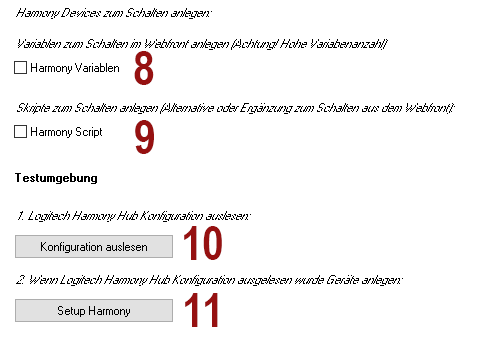 Harmony Devices zum Schalten anlegen:
Variablen zum Schalten im Webfront anlegen (Achtung! Hohe Variabenanzahl)
Harmony Variablen 8
Skripte zum Schalten anlegen (Alternative oder Ergänzung zum Schalten aus dem Webfront):
Harmony Script 9
Testumgebung
1. Logitech Harmony Hub Konfiguration auslesen:
Konfiguration auslesen 10
2. Wenn Logitech Harmony Hub Konfiguration ausgelesen wurde Geräte anlegen:
Setup Harmony 11